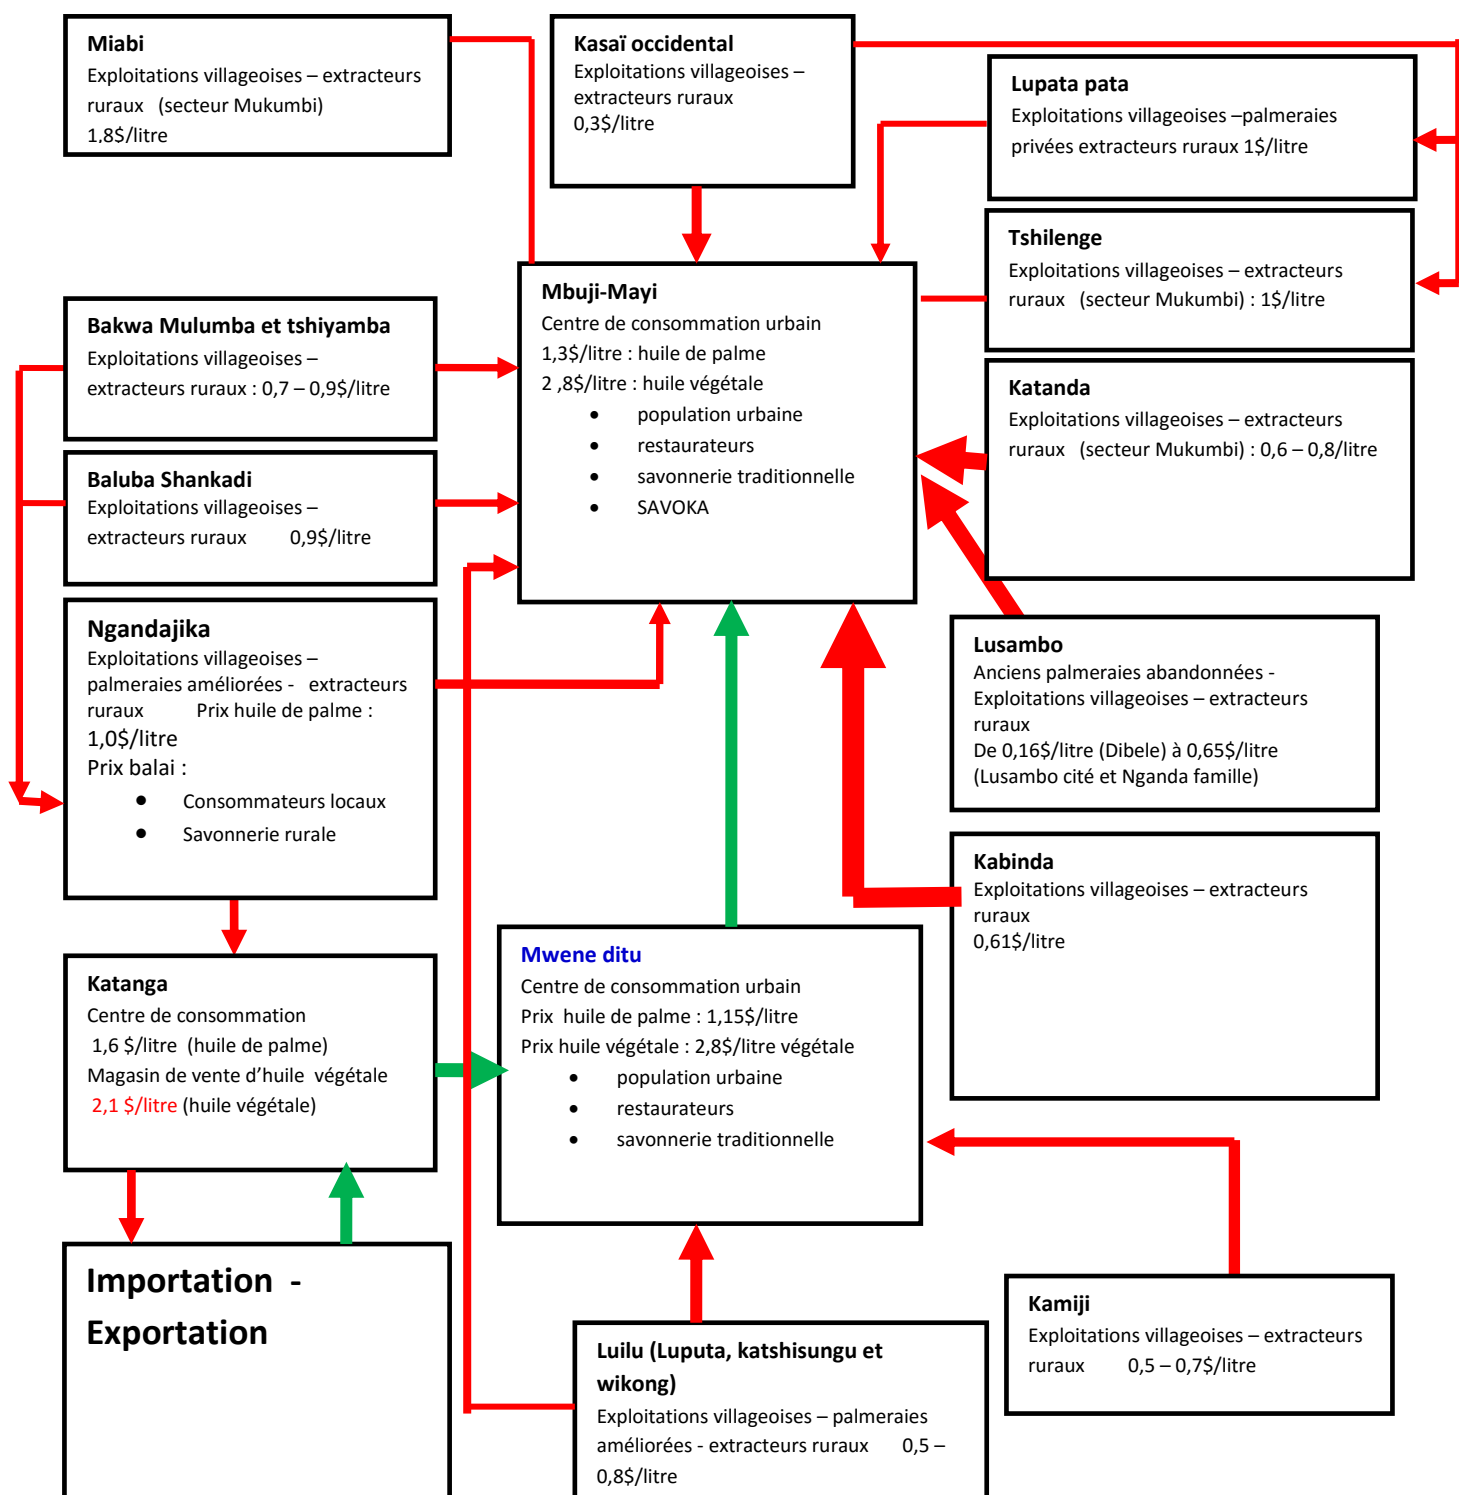 Miabi
Exploitations villageoises – extracteurs
ruraux (secteur Mukumbi)
1,8$/litre
Kasaï occidental
Exploitations villageoises –
extracteurs ruraux
0,3$/litre
Lupata pata
Exploitations villageoises –palmeraies
privées extracteurs ruraux 1$/litre
Tshilenge
Exploitations villageoises – extracteurs
ruraux (secteur Mukumbi) : 1$/litre
Mbuji-Mayi
Centre de consommation urbain
1,3$/litre : huile de palme
2 ,8$/litre : huile végétale
• population urbaine
• restaurateurs
• savonnerie traditionnelle
• SAVOKA
Bakwa Mulumba et tshiyamba
Exploitations villageoises –
extracteurs ruraux : 0,7 – 0,9$/litre
Katanda
Exploitations villageoises – extracteurs
ruraux (secteur Mukumbi) : 0,6 – 0,8/litre
Baluba Shankadi
Exploitations villageoises –
extracteurs ruraux 0,9$/litre
Ngandajika
Exploitations villageoises –
palmeraies améliorées - extracteurs
ruraux Prix huile de palme :
1,0$/litre
Prix balai :
• Consommateurs locaux
• Savonnerie rurale
Lusambo
Anciens palmeraies abandonnées -
Exploitations villageoises – extracteurs
ruraux
De 0,16$/litre (Dibele) à 0,65$/litre
(Lusambo cité et Nganda famille)
Kabinda
Exploitations villageoises – extracteurs
ruraux
0,61$/litre
Katanga
Centre de consommation
1,6 $/litre (huile de palme)
Magasin de vente d’huile végétale
2,1 $/litre (huile végétale)
Mwene ditu
Centre de consommation urbain
Prix huile de palme : 1,15$/litre
Prix huile végétale : 2,8$/litre végétale
• population urbaine
• restaurateurs
• savonnerie traditionnelle
Importation -
Exportation
Kamiji
Exploitations villageoises – extracteurs
ruraux 0,5 – 0,7$/litre
Luilu (Luputa, katshisungu et
wikong)
Exploitations villageoises – palmeraies
améliorées - extracteurs ruraux 0,5 –
0,8$/litre